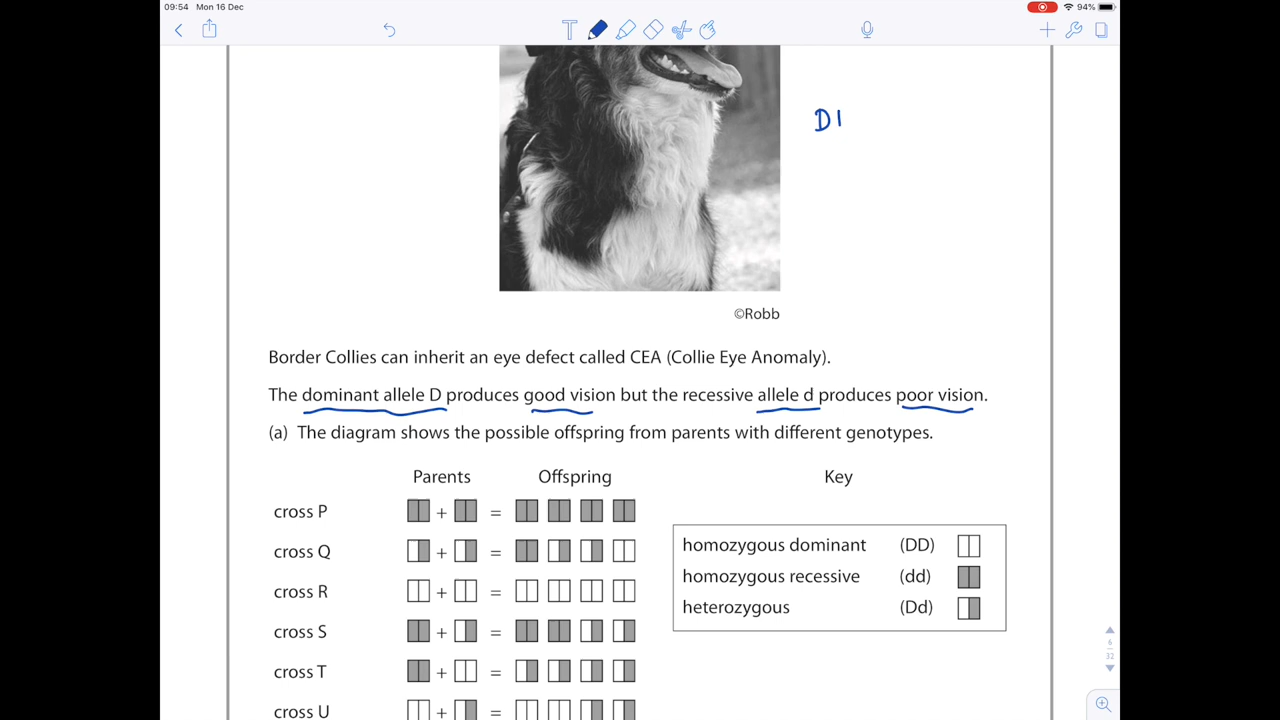 09:54 Mon 16 Dec
94%
T
DI
©Robb
Border Collies can inherit an eye defect called CEA (Collie Eye Anomaly).
The dominant allele D produces good vision but the recessive allele d produces poor vision.
(a) The diagram shows the possible offspring from parents with different genotypes.
Parents Offspring Key
cross P + =
cross Q + =
cross R + =
cross S + =
cross T + =
cross U + =
homozygous dominant (DD)
homozygous recessive (dd)
heterozygous (Dd)
6
32